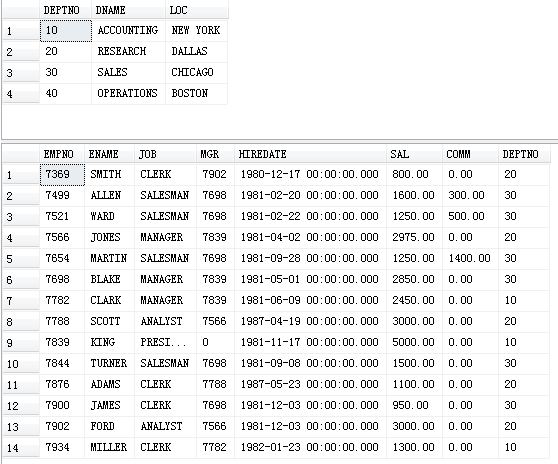 DEPTNO DNAME LOC
1 10 ACCOUNTING NEW YORK
2 20 RESEARCH DALLAS
3 30 SALES CHICAGO
4 40 OPERATIONS BOSTON
EMPNO ENAME JOB MGR HIREDATE SAL COMM DEPTNO
1 7369 SMITH CLERK 7902 1980-12-17 00:00:00.000 800.00 0.00 20
2 7499 ALLEN SALESMAN 7698 1981-02-20 00:00:00.000 1600.00 300.00 30
3 7521 WARD SALESMAN 7698 1981-02-22 00:00:00.000 1250.00 500.00 30
4 7566 JONES MANAGER 7839 1981-04-02 00:00:00.000 2975.00 0.00 20
5 7654 MARTIN SALESMAN 7698 1981-09-28 00:00:00.000 1250.00 1400.00 30
6 7698 BLAKE MANAGER 7839 1981-05-01 00:00:00.000 2850.00 0.00 30
7 7782 CLARK MANAGER 7839 1981-06-09 00:00:00.000 2450.00 0.00 10
8 7788 SCOTT ANALYST 7566 1987-04-19 00:00:00.000 3000.00 0.00 20
9 7839 KING PRESI... 0 1981-11-17 00:00:00.000 5000.00 0.00 10
10 7844 TURNER SALESMAN 7698 1981-09-08 00:00:00.000 1500.00 0.00 30
11 7876 ADAMS CLERK 7788 1987-05-23 00:00:00.000 1100.00 0.00 20
12 7900 JAMES CLERK 7698 1981-12-03 00:00:00.000 950.00 0.00 30
13 7902 FORD ANALYST 7566 1981-12-03 00:00:00.000 3000.00 0.00 20
14 7934 MILLER CLERK 7782 1982-01-23 00:00:00.000 1300.00 0.00 10